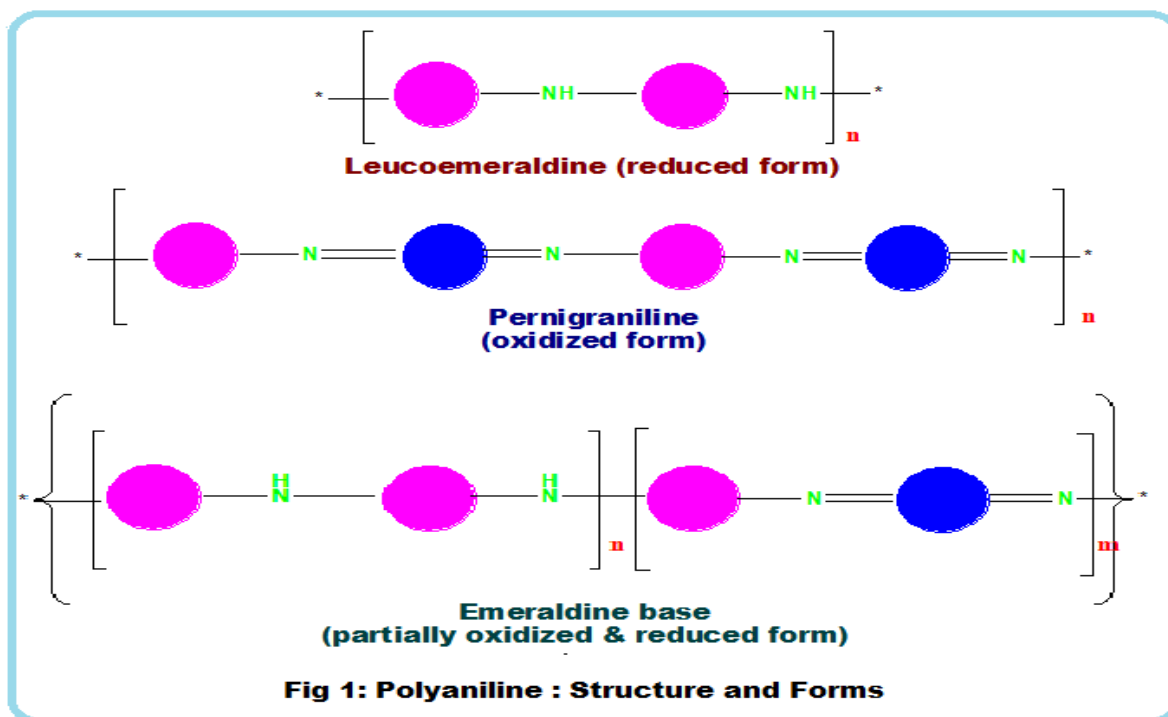 * NH NH *
n
Leucoemeraldine (reduced form)
* N N N N *
n
Pernigraniline
(oxidized form)
H H
* N N N N *
n m
Emeraldine base
(partially oxidized & reduced form)
Fig 1: Polyaniline : Structure and Forms